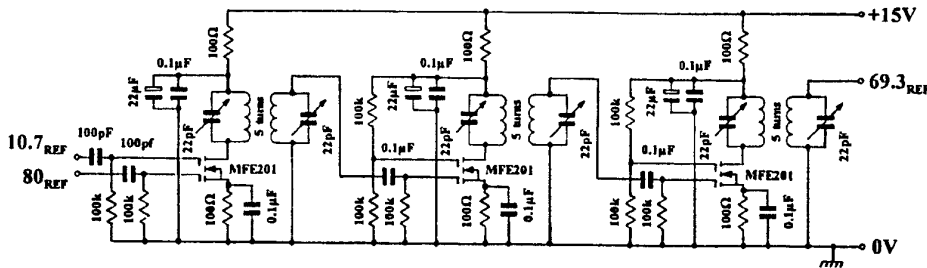 +15V
100Ω
100Ω
100Ω
0.1μF
22μF
22pF
5 turns
22pF
0.1μF
100k
22μF
22pF
5 turns
22pF
0.1μF
100k
22μF
22pF
5 turns
22pF
69.3REF
10.7REF
100pF
100pf
80REF
MFE201
0.1μF
MFE201
0.1μF
MFE201
100k
100k
100Ω
0.1μF
100k
100k
100Ω
0.1μF
100k
100k
100Ω
0.1μF
0V